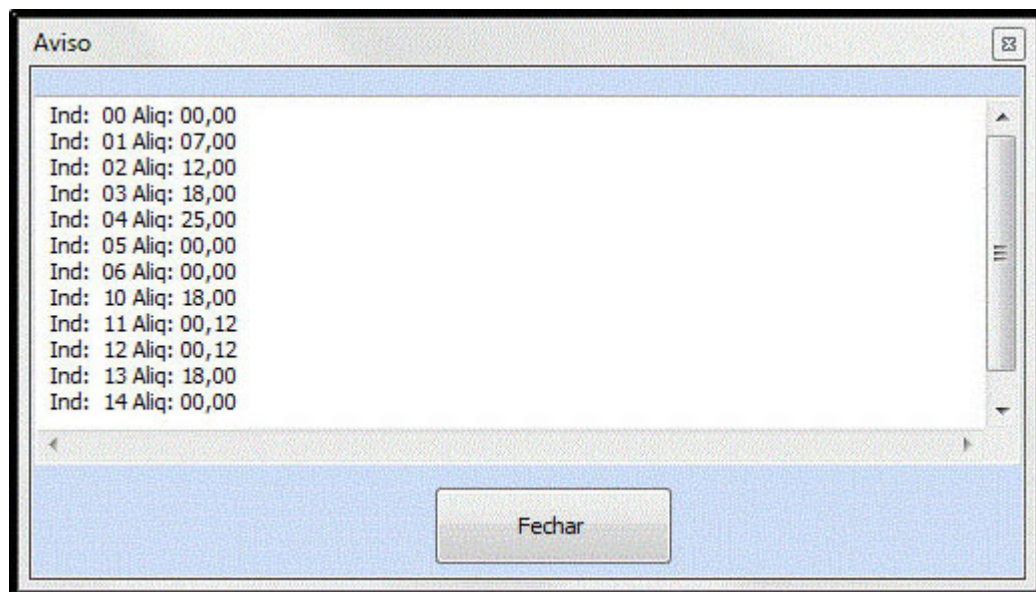 Aviso
Ind: 00 Aliq: 00,00
Ind: 01 Aliq: 07,00
Ind: 02 Aliq: 12,00
Ind: 03 Aliq: 18,00
Ind: 04 Aliq: 25,00
Ind: 05 Aliq: 00,00
Ind: 06 Aliq: 00,00
Ind: 10 Aliq: 18,00
Ind: 11 Aliq: 00,12
Ind: 12 Aliq: 00,12
Ind: 13 Aliq: 18,00
Ind: 14 Aliq: 00,00
Fechar